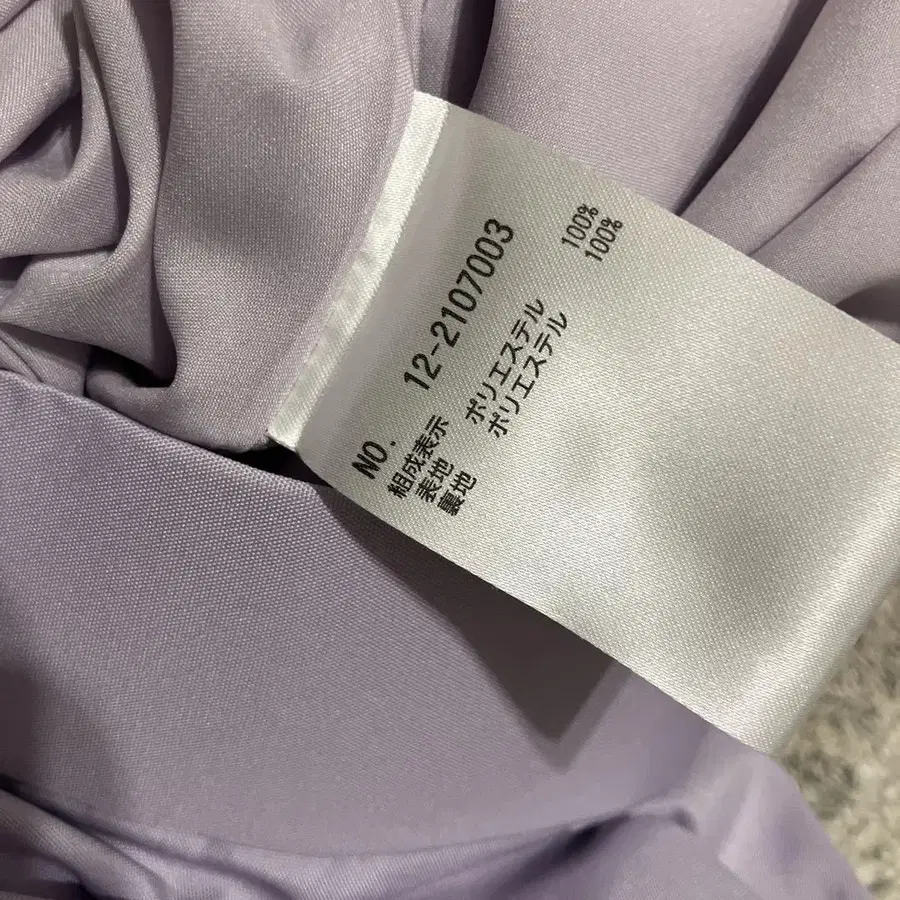 NO. 12-2107003
組成表示
表地 ポリエステル 100%
裏地 ポリエステル 100%